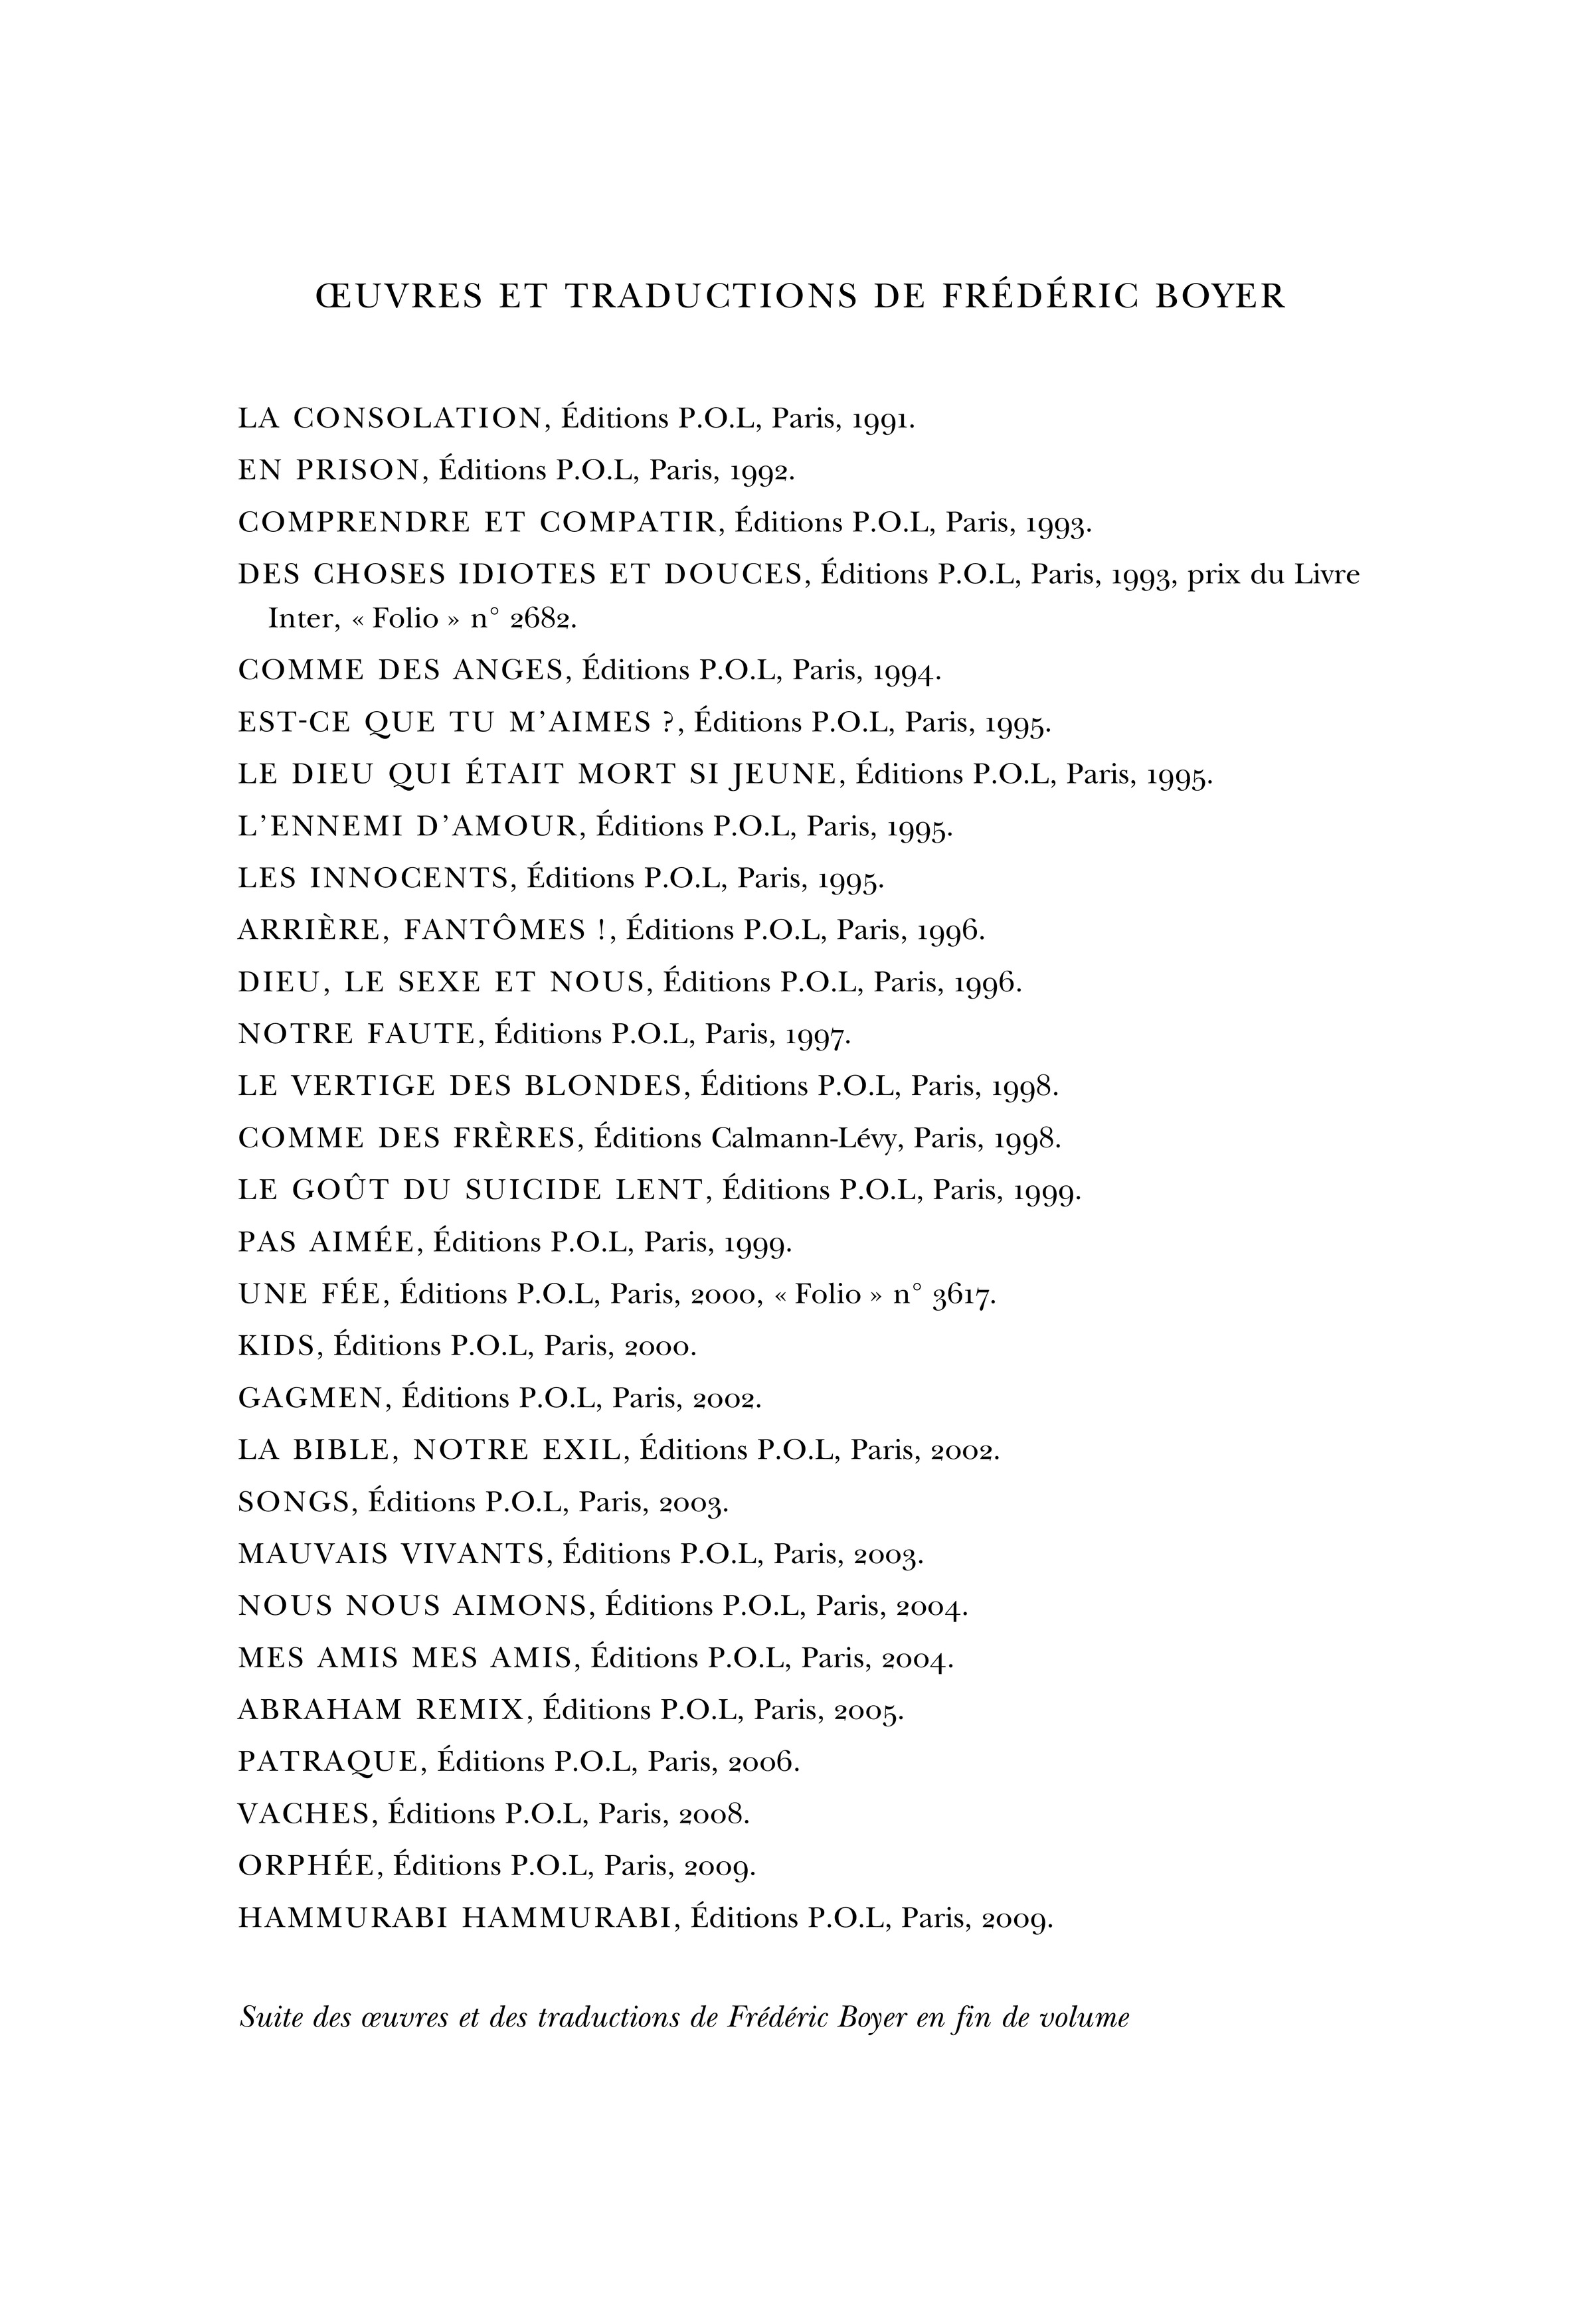 ŒUVRES ET TRADUCTIONS DE FRÉDÉRIC BOYER
LA CONSOLATION, Éditions P.O.L, Paris, 1991.
EN PRISON, Éditions P.O.L, Paris, 1992.
COMPRENDRE ET COMPATIR, Éditions P.O.L, Paris, 1993.
DES CHOSES IDIOTES ET DOUCES, Éditions P.O.L, Paris, 1993, prix du Livre
Inter, « Folio » n° 2682.
COMME DES ANGES, Éditions P.O.L, Paris, 1994.
EST-CE QUE TU M’AIMES ?, Éditions P.O.L, Paris, 1995.
LE DIEU QUI ÉTAIT MORT SI JEUNE, Éditions P.O.L, Paris, 1995.
L’ENNEMI D’AMOUR, Éditions P.O.L, Paris, 1995.
LES INNOCENTS, Éditions P.O.L, Paris, 1995.
ARRIÈRE, FANTÔMES !, Éditions P.O.L, Paris, 1996.
DIEU, LE SEXE ET NOUS, Éditions P.O.L, Paris, 1996.
NOTRE FAUTE, Éditions P.O.L, Paris, 1997.
LE VERTIGE DES BLONDES, Éditions P.O.L, Paris, 1998.
COMME DES FRÈRES, Éditions Calmann-Lévy, Paris, 1998.
LE GOÛT DU SUICIDE LENT, Éditions P.O.L, Paris, 1999.
PAS AIMÉE, Éditions P.O.L, Paris, 1999.
UNE FÉE, Éditions P.O.L, Paris, 2000, « Folio » n° 3617.
KIDS, Éditions P.O.L, Paris, 2000.
GAGMEN, Éditions P.O.L, Paris, 2002.
LA BIBLE, NOTRE EXIL, Éditions P.O.L, Paris, 2002.
SONGS, Éditions P.O.L, Paris, 2003.
MAUVAIS VIVANTS, Éditions P.O.L, Paris, 2003.
NOUS NOUS AIMONS, Éditions P.O.L, Paris, 2004.
MES AMIS MES AMIS, Éditions P.O.L, Paris, 2004.
ABRAHAM REMIX, Éditions P.O.L, Paris, 2005.
PATRAQUE, Éditions P.O.L, Paris, 2006.
VACHES, Éditions P.O.L, Paris, 2008.
ORPHÉE, Éditions P.O.L, Paris, 2009.
HAMMURABI HAMMURABI, Éditions P.O.L, Paris, 2009.
Suite des œuvres et des traductions de Frédéric Boyer en fin de volume